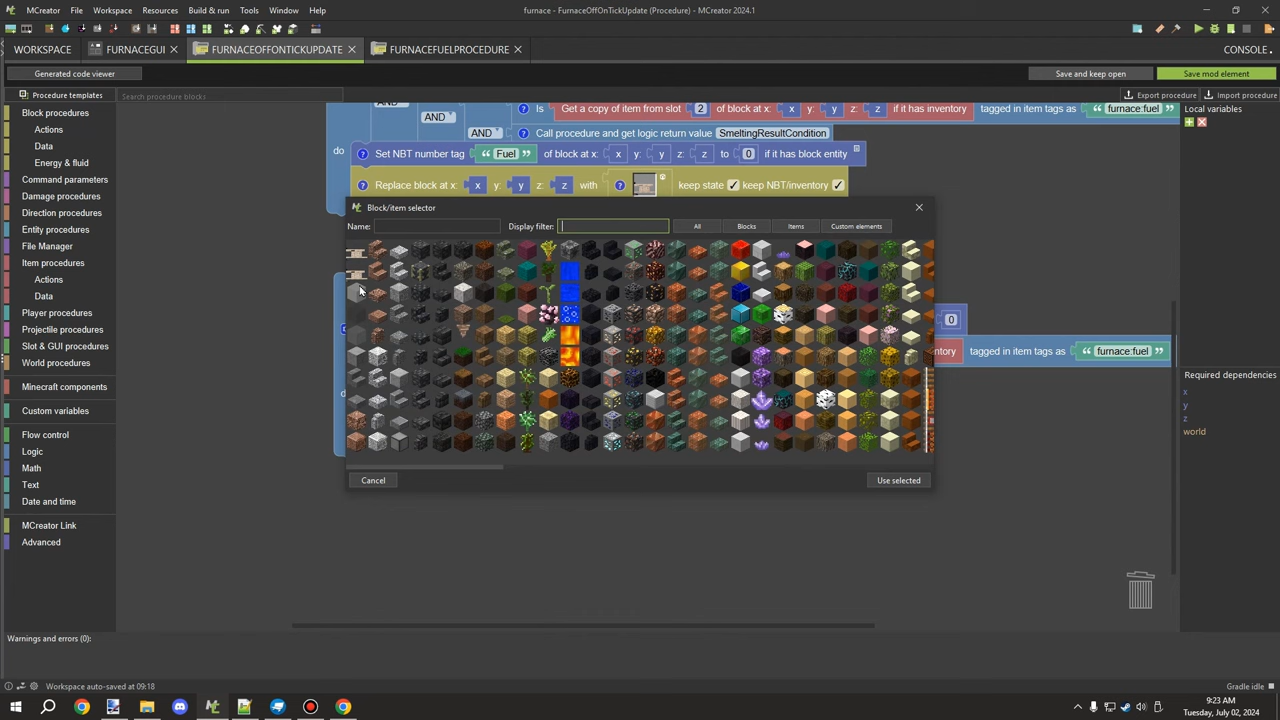 furnace - FurnaceOffOnTickUpdate (Procedure) - MCreator 2024.1
MCreator File Workspace Resources Build & run Tools Window Help
WORKSPACE FURNACEGUI FURNACEOFFONTICKUPDATE FURNACEFUELPROCEDURE CONSOLE
Generated code viewer Save and keep open Save mod element
Procedure templates Search procedure blocks Export procedure Import procedure
Block procedures
Actions
Data
Energy & fluid
Command parameters
Damage procedures
Direction procedures
Entity procedures
File Manager
Item procedures
Actions
Data
Player procedures
Projectile procedures
Slot & GUI procedures
World procedures
Minecraft components
Custom variables
Flow control
Logic
Math
Text
Date and time
MCreator Link
Advanced
AND Is Get a copy of item from slot 2 of block at x: x y: y z: z if it has inventory tagged in item tags as “ furnace:fuel ”
AND
AND Call procedure and get logic return value SmeltingResultCondition
do Set NBT number tag “ Fuel ” of block at x: x y: y z: z to 0 if it has block entity
Replace block at x: x y: y z: z with keep state keep NBT/inventory
Block/item selector
Name: Display filter: All Blocks Items Custom elements
Cancel Use selected
0
tagged in item tags as “ furnace:fuel ”
Local variables
Required dependencies
x
y
z
world
Warnings and errors (0):
Workspace auto-saved at 09:18 Gradle idle
9:23 AM
Tuesday, July 02, 2024